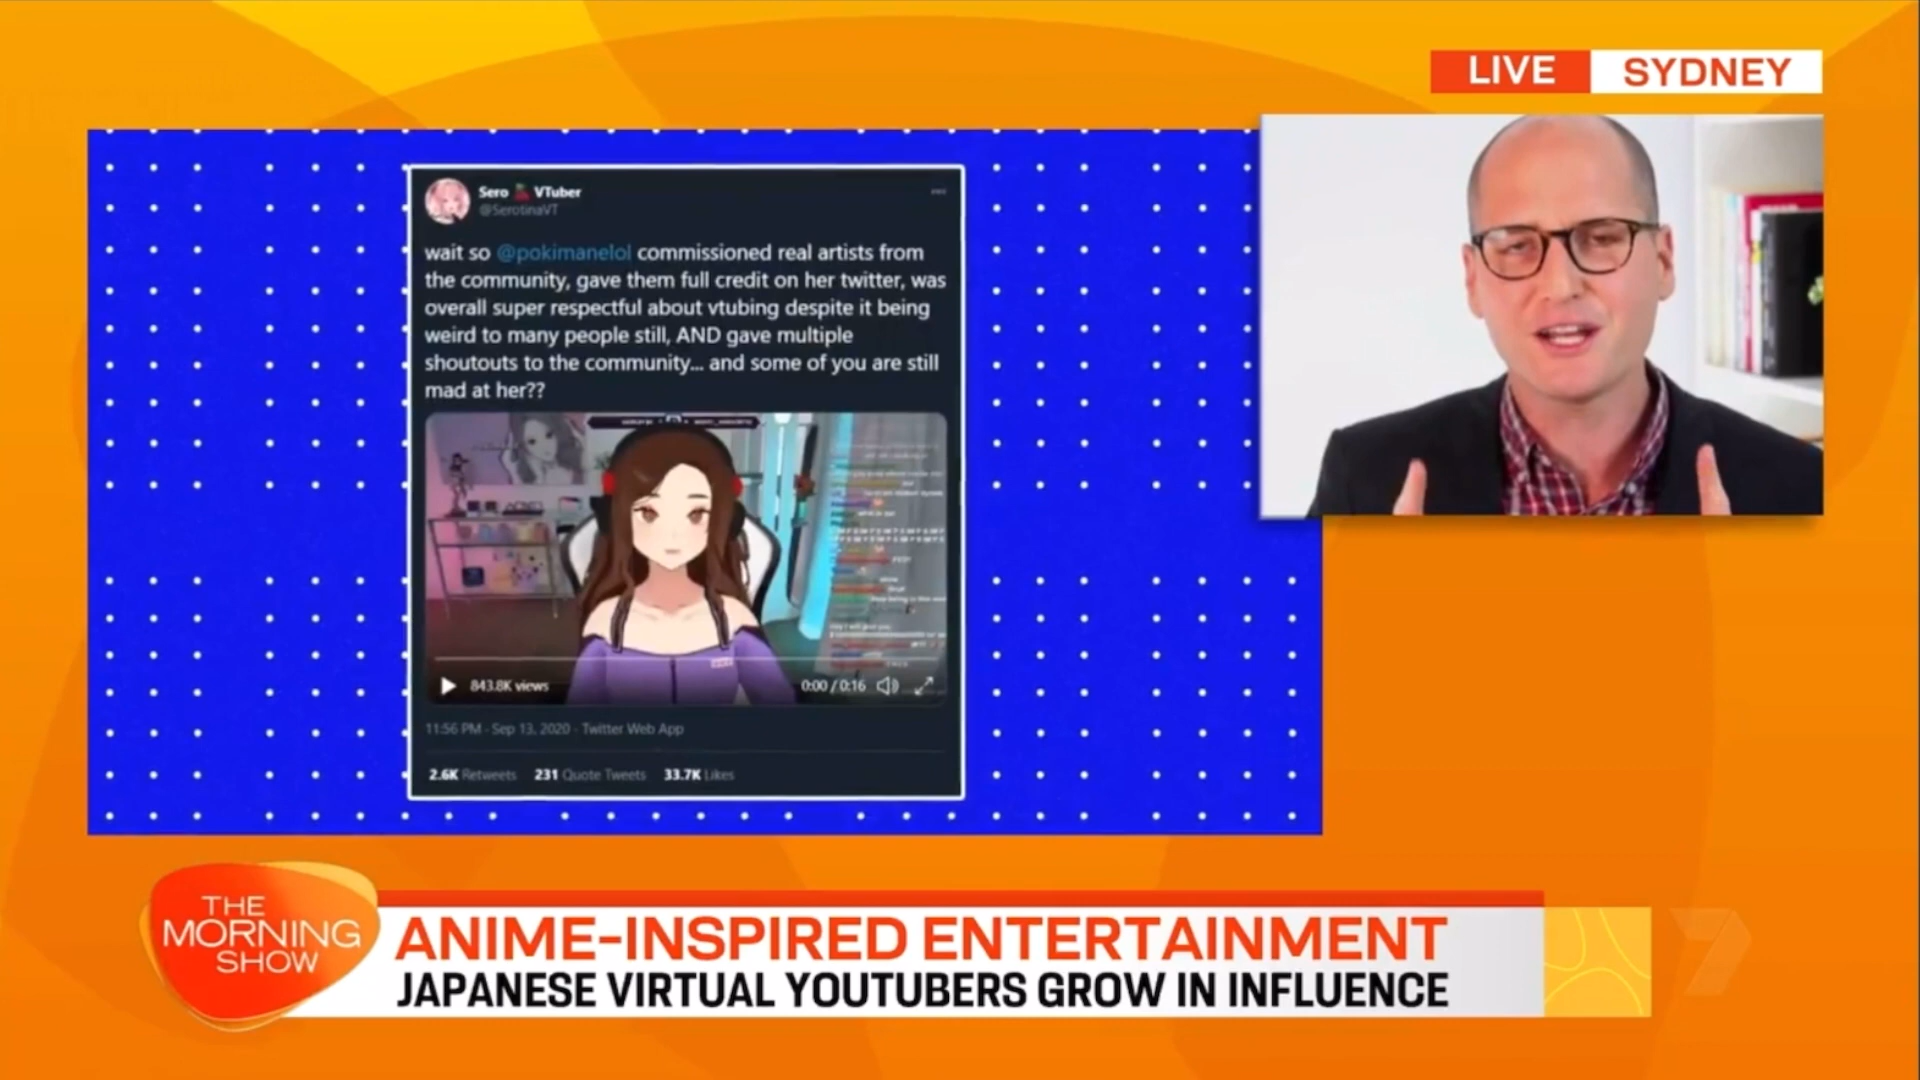 LIVE SYDNEY
Sero VTuber
@SerotinaVT
wait so @pokimanelol commissioned real artists from
the community, gave them full credit on her twitter, was
overall super respectful about vtubing despite it being
weird to many people still, AND gave multiple
shoutouts to the community... and some of you are still
mad at her??
843.8K views 0:00 / 0:16
11:56 PM · Sep 13, 2020 · Twitter Web App
2.6K Retweets 231 Quote Tweets 33.7K Likes
THE
MORNING
SHOW
ANIME-INSPIRED ENTERTAINMENT
JAPANESE VIRTUAL YOUTUBERS GROW IN INFLUENCE
7